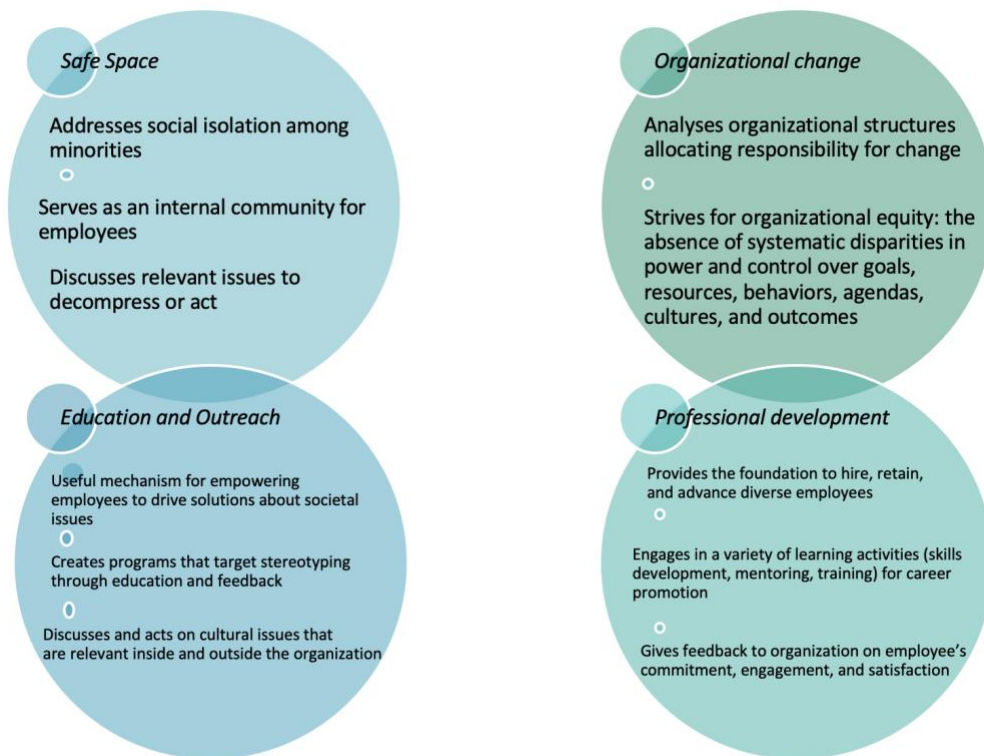 Safe Space
Addresses social isolation among
minorities
Serves as an internal community for
employees
Discusses relevant issues to
decompress or act
Education and Outreach
Useful mechanism for empowering
employees to drive solutions about societal
issues
Creates programs that target stereotyping
through education and feedback
Discusses and acts on cultural issues that
are relevant inside and outside the organization
Organizational change
Analyses organizational structures
allocating responsibility for change
Strives for organizational equity: the
absence of systematic disparities in
power and control over goals,
resources, behaviors, agendas,
cultures, and outcomes
Professional development
Provides the foundation to hire, retain,
and advance diverse employees
Engages in a variety of learning activities (skills
development, mentoring, training) for career
promotion
Gives feedback to organization on employee’s
commitment, engagement, and satisfaction